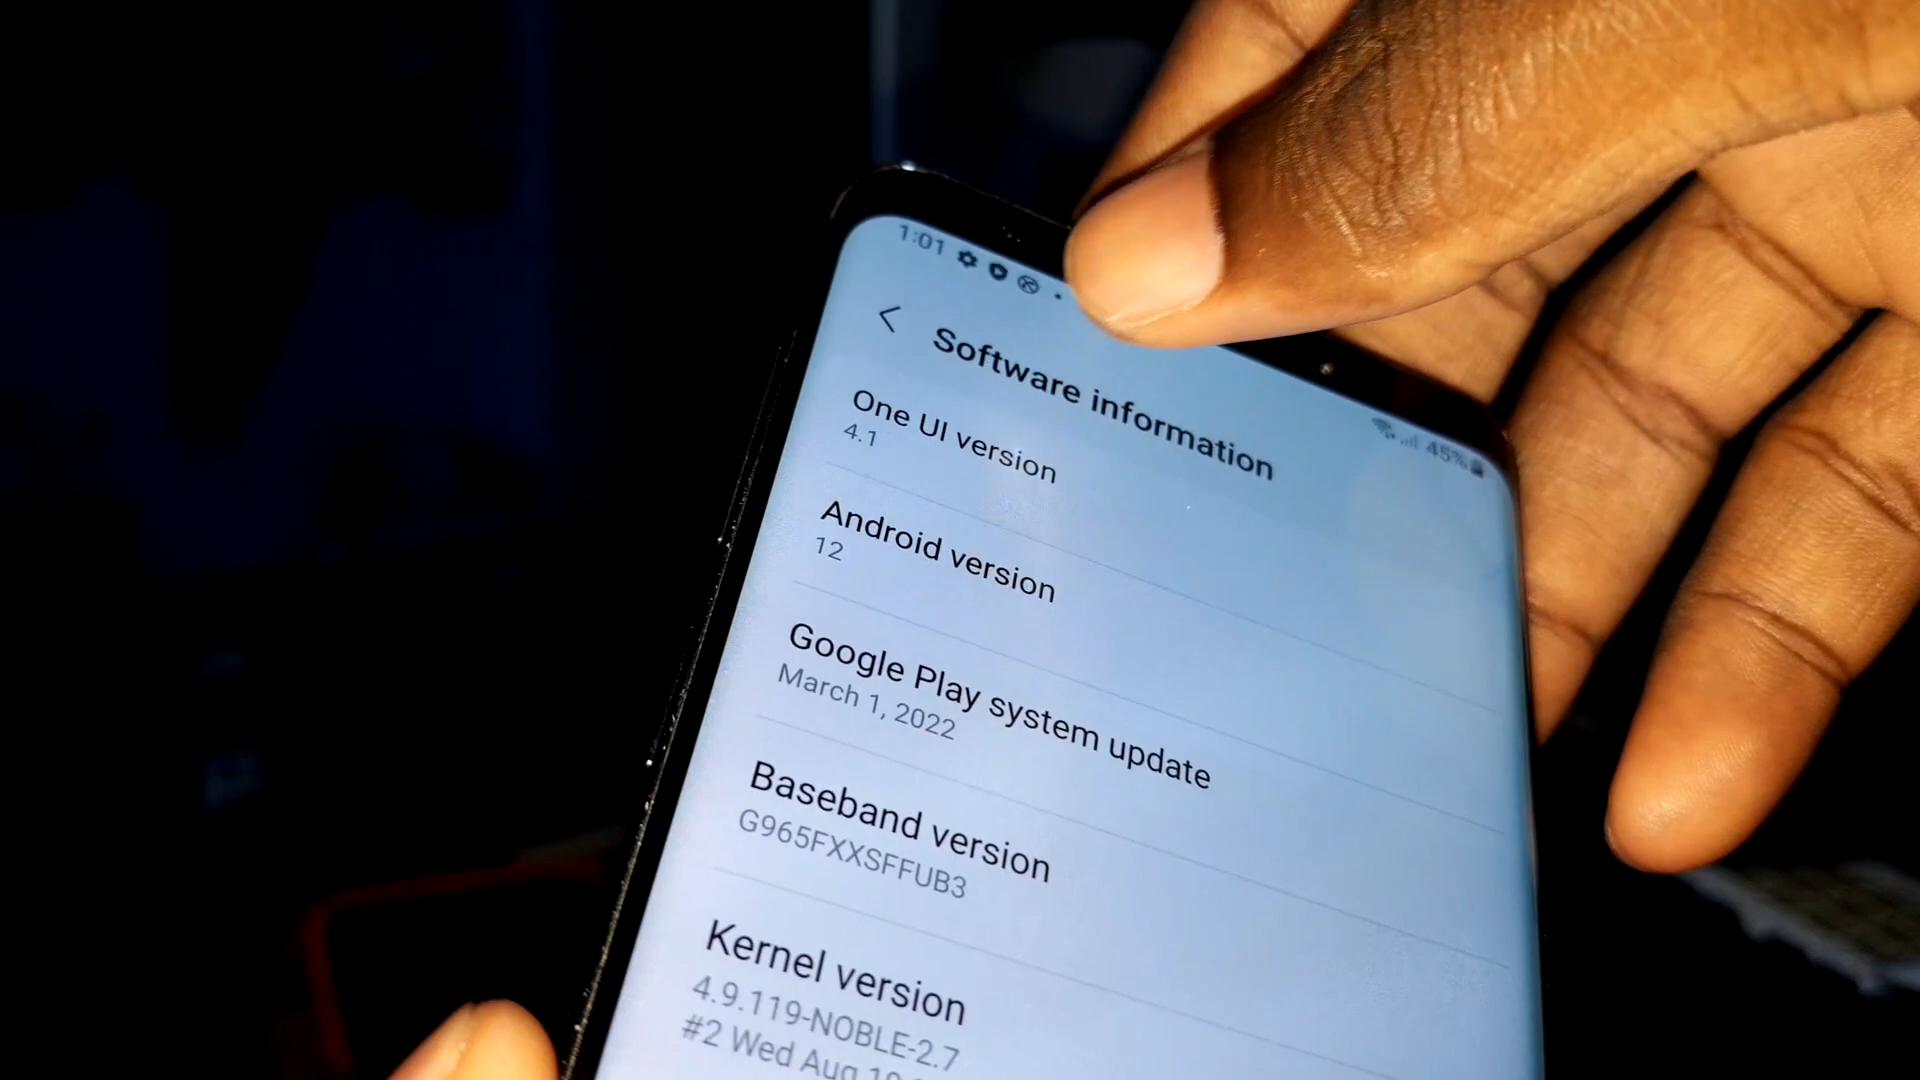 1:01
45%
Software information
One UI version
4.1
Android version
12
Google Play system update
March 1, 2022
Baseband version
G965FXXSFFUB3
Kernel version
4.9.119-NOBLE-2.7
#2 Wed Aug